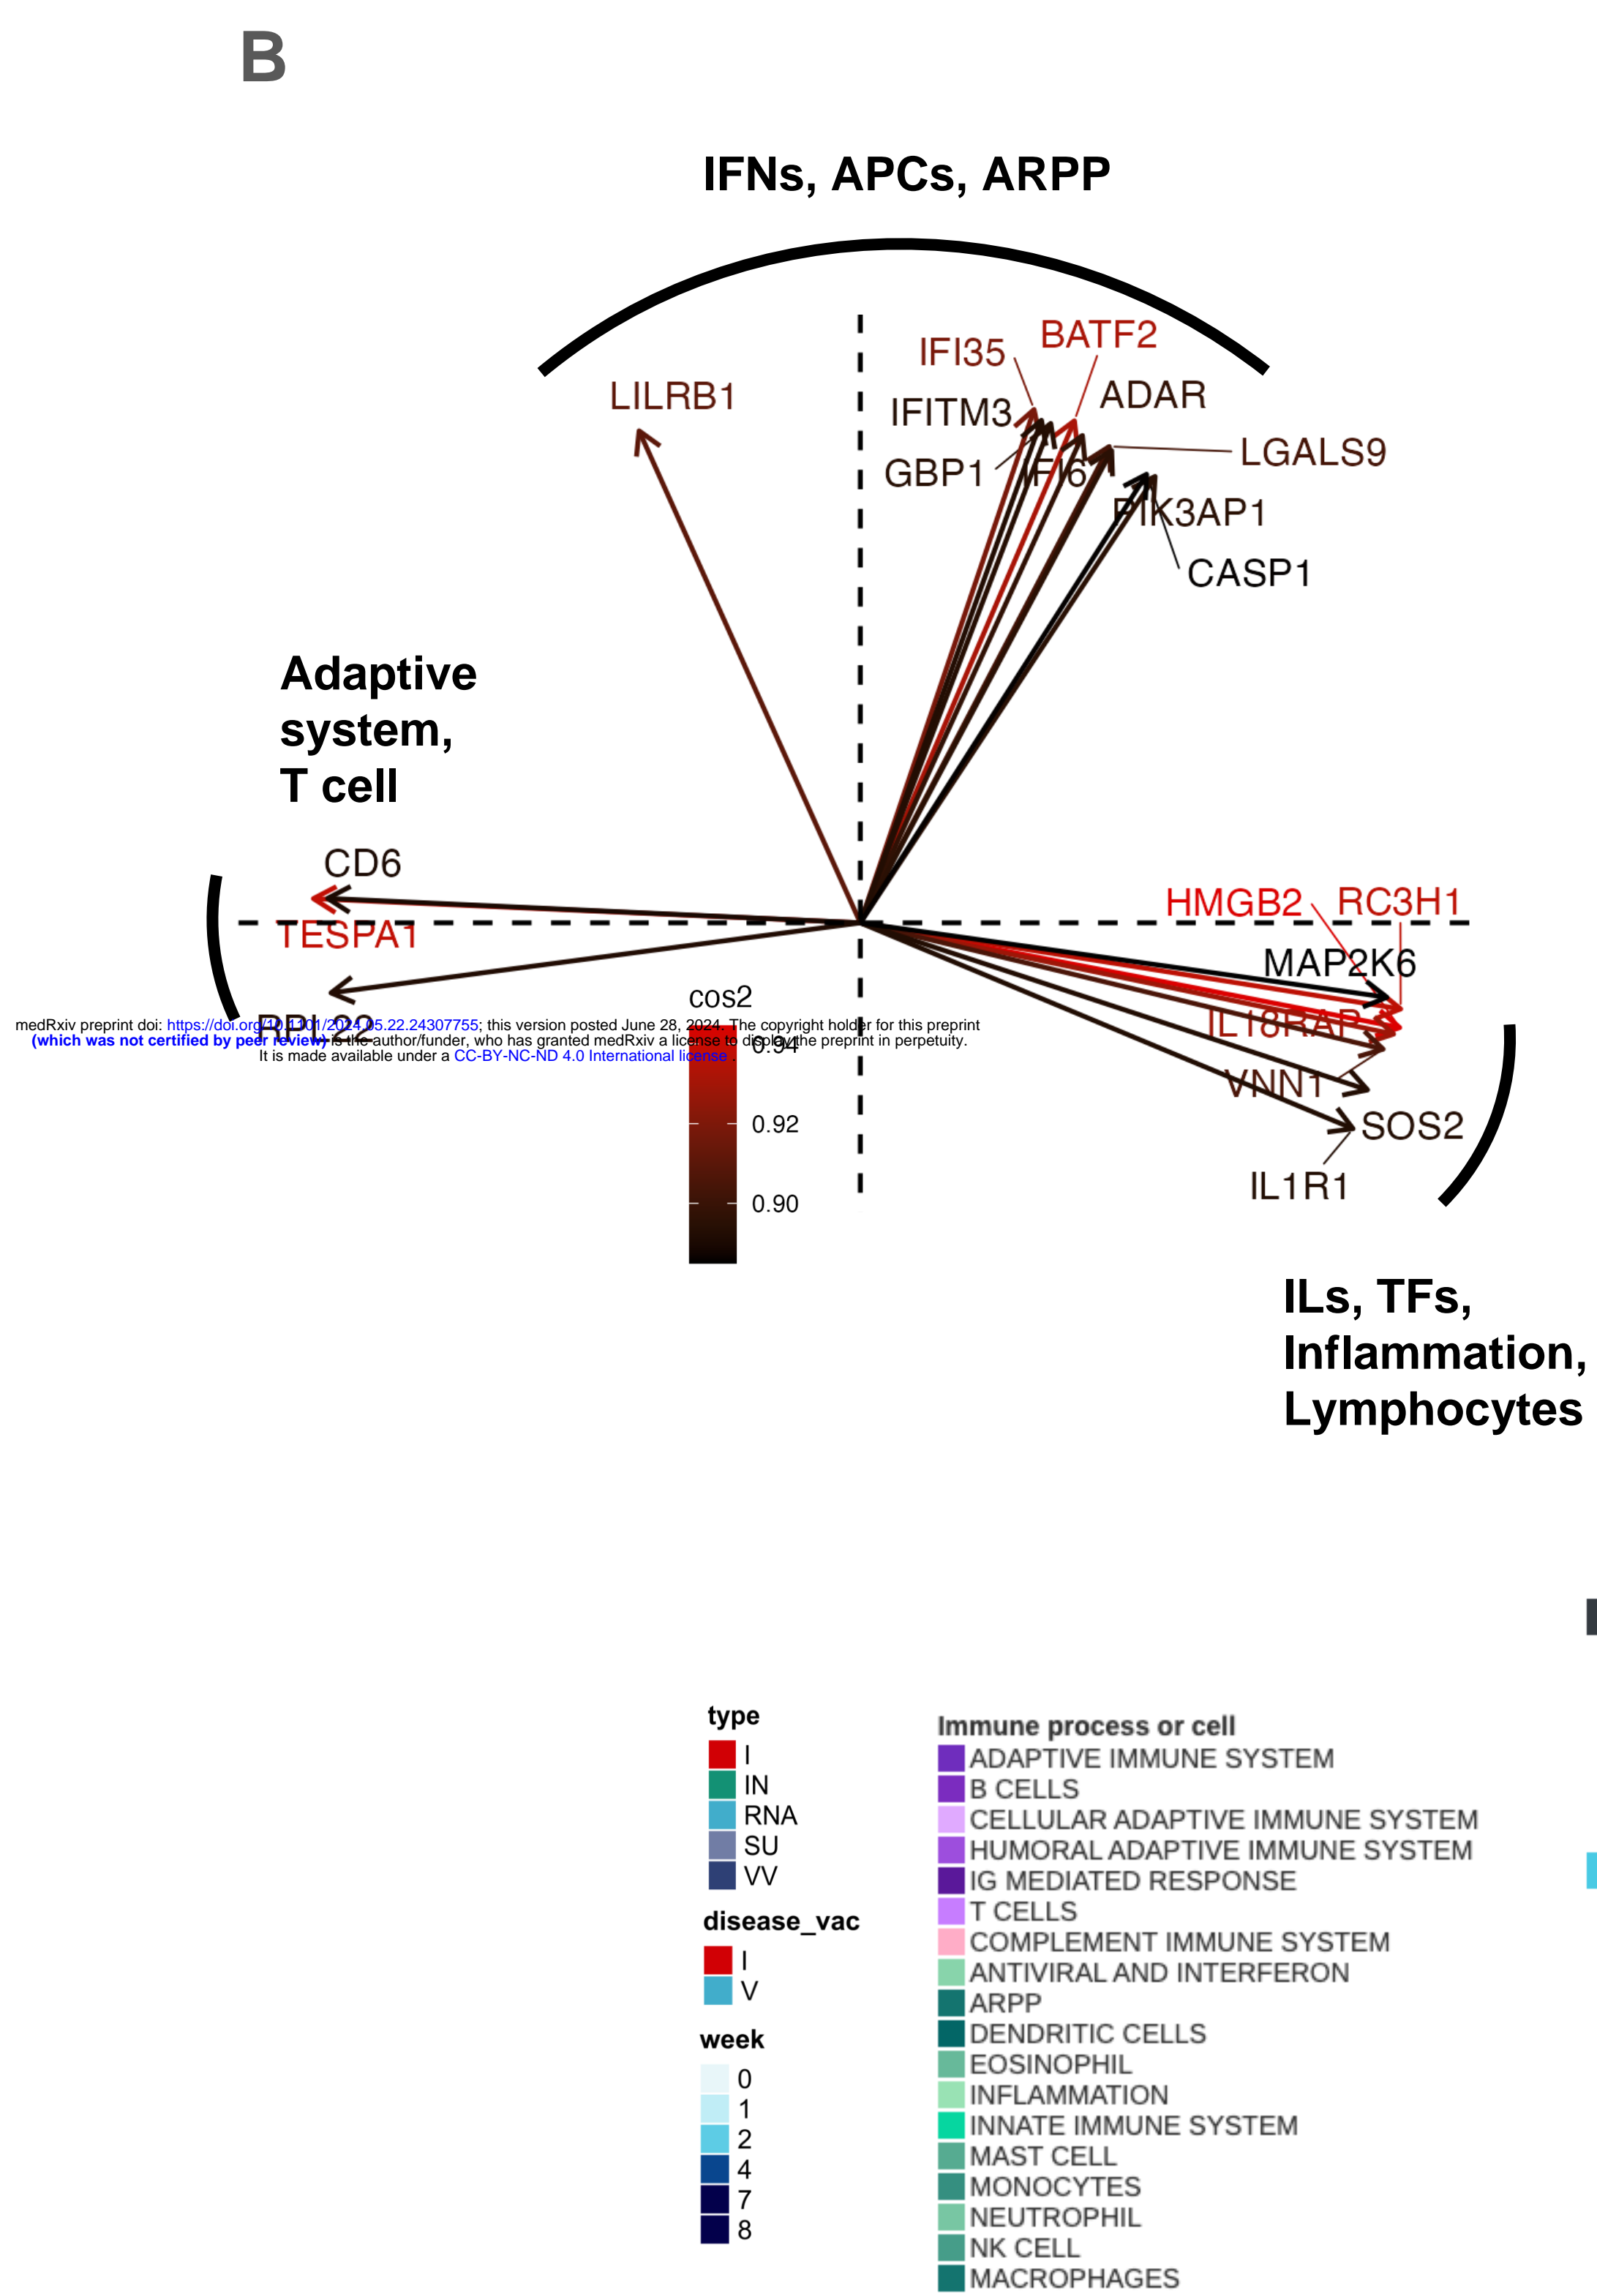 B
IFNs, APCs, ARPP
IFI35
BATF2
LILRB1
IFITM3
ADAR
GBP1
IFI6
LGALS9
PIK3AP1
CASP1
Adaptive
system,
T cell
CD6
TESPA1
RPL22
HMGB2
RC3H1
MAP2K6
IL18RAP
VNN1
SOS2
IL1R1
cos2
0.94
0.92
0.90
medRxiv preprint doi: https://doi.org/10.1101/2024.05.22.24307755; this version posted June 28, 2024. The copyright holder for this preprint
(which was not certified by peer review) is the author/funder, who has granted medRxiv a license to display the preprint in perpetuity.
It is made available under a CC-BY-NC-ND 4.0 International license .
ILs, TFs,
Inflammation,
Lymphocytes
type
I
IN
RNA
SU
VV
disease_vac
I
V
week
0
1
2
4
7
8
Immune process or cell
ADAPTIVE IMMUNE SYSTEM
B CELLS
CELLULAR ADAPTIVE IMMUNE SYSTEM
HUMORAL ADAPTIVE IMMUNE SYSTEM
IG MEDIATED RESPONSE
T CELLS
COMPLEMENT IMMUNE SYSTEM
ANTIVIRAL AND INTERFERON
ARPP
DENDRITIC CELLS
EOSINOPHIL
INFLAMMATION
INNATE IMMUNE SYSTEM
MAST CELL
MONOCYTES
NEUTROPHIL
NK CELL
MACROPHAGES